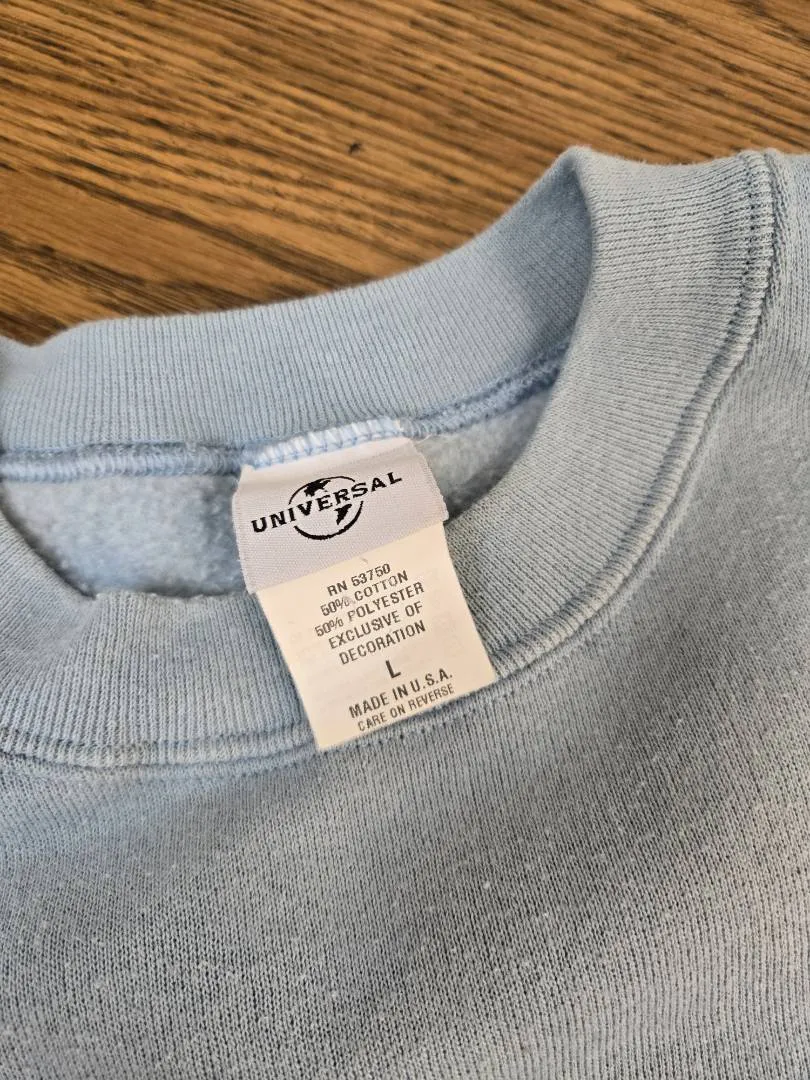 UNIVERSAL
RN 53750
50% COTTON
50% POLYESTER
EXCLUSIVE OF
DECORATION
L
MADE IN U.S.A.
CARE ON REVERSE